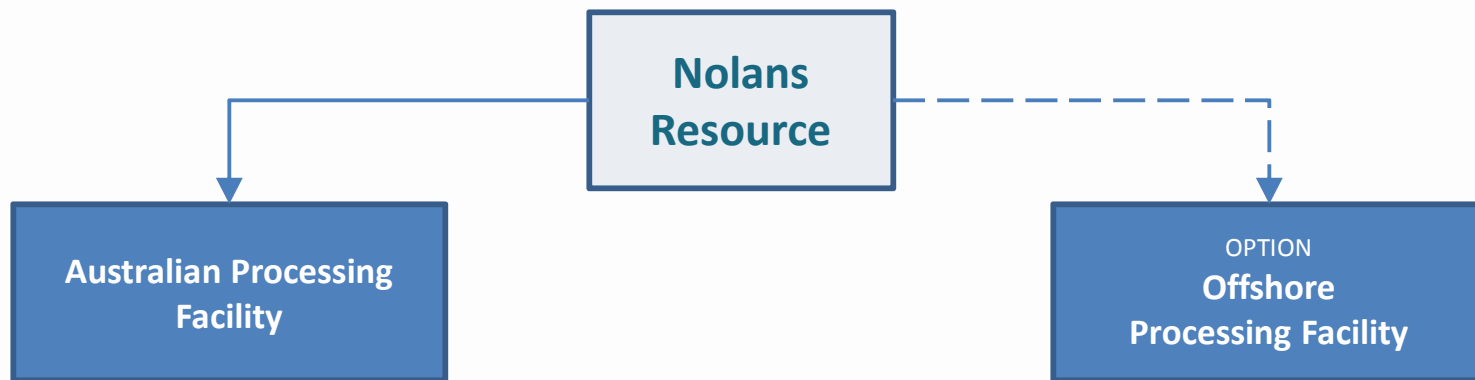 Nolans
Resource
Australian Processing
Facility
OPTION
Offshore
Processing Facility